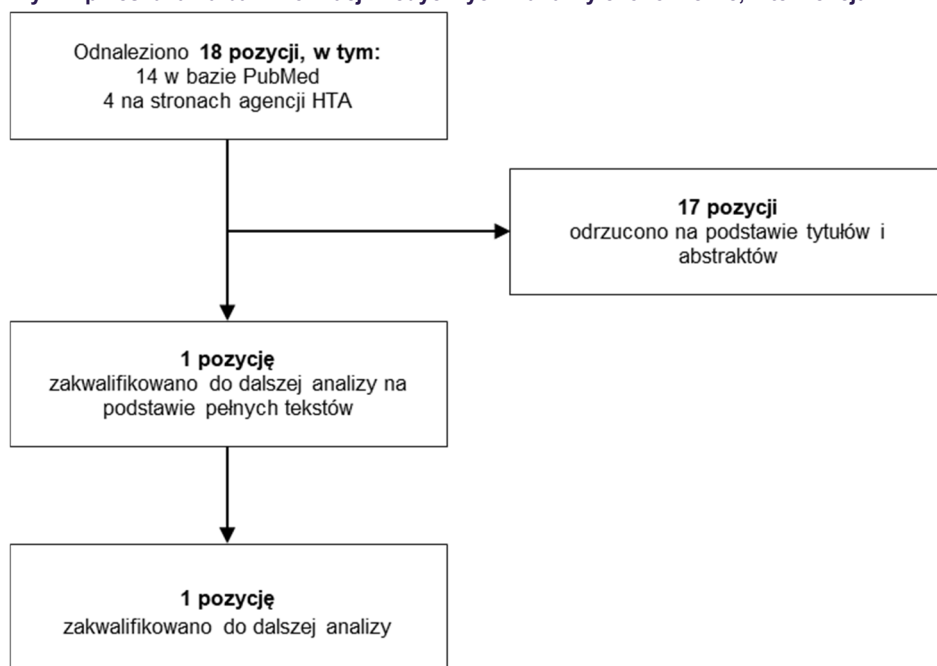 Odnaleziono 18 pozycji, w tym:
14 w bazie PubMed
4 na stronach agencji HTA
17 pozycji
odrzucono na podstawie tytułów i
abstraktów
1 pozycję
zakwalifikowano do dalszej analizy na
podstawie pełnych tekstów
1 pozycję
zakwalifikowano do dalszej analizy